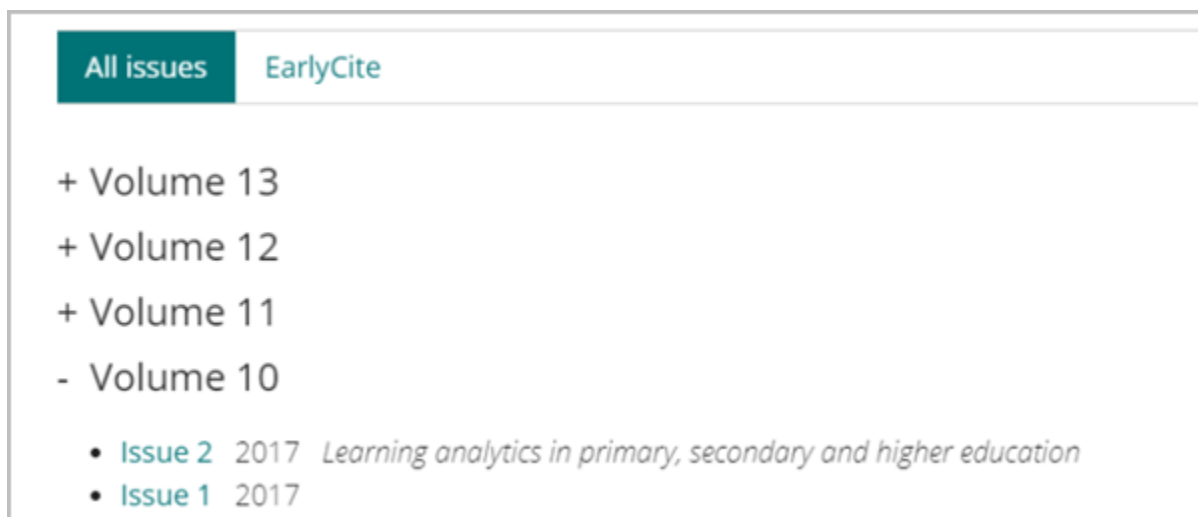 All issues EarlyCite
+ Volume 13
+ Volume 12
+ Volume 11
- Volume 10
• Issue 2 2017 Learning analytics in primary, secondary and higher education
• Issue 1 2017